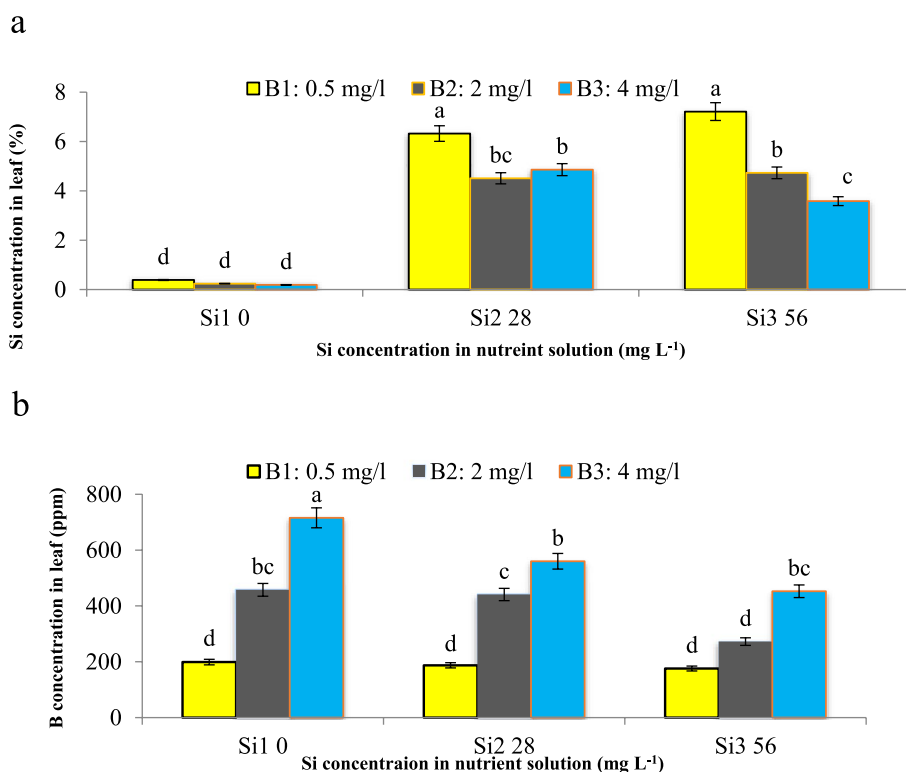 a
B1: 0.5 mg/l B2: 2 mg/l B3: 4 mg/l
Si concentration in leaf (%)
8
6
4
2
0
d d d
a bc b
a b c
Si1 0 Si2 28 Si3 56
Si concentration in nutreint solution (mg L-1)
b
B1: 0.5 mg/l B2: 2 mg/l B3: 4 mg/l
B concentration in leaf (ppm)
800
600
400
200
0
d bc a
d c b
d d bc
Si1 0 Si2 28 Si3 56
Si concentraion in nutrient solution (mg L-1)